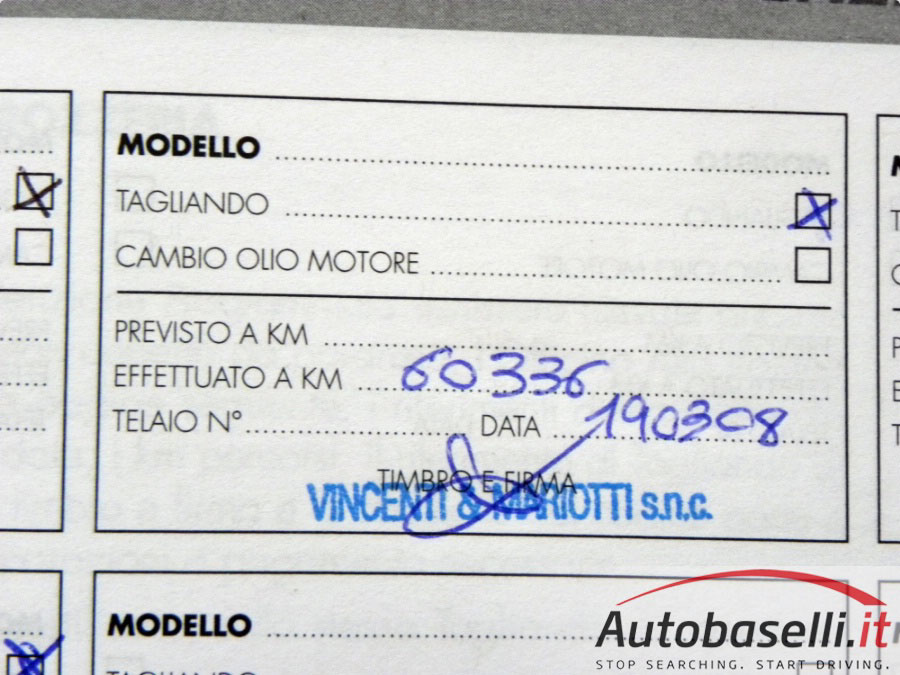 MODELLO
TAGLIANDO
CAMBIO OLIO MOTORE
PREVISTO A KM
EFFETTUATO A KM 60336
TELAIO N° DATA 190308
TIMBRO E FIRMA
VINCENTI & MARIOTTI s.n.c.
MODELLO
TAGLIANDO
Autobaselli.it
STOP SEARCHING. START DRIVING.